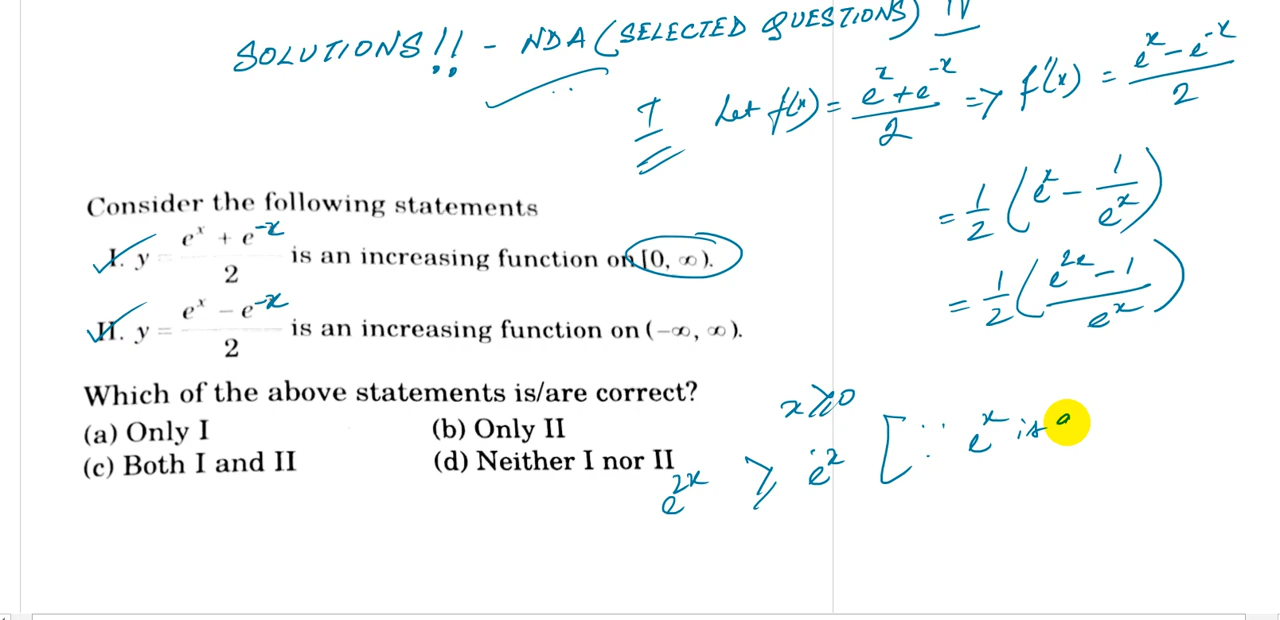 SOLUTIONS!! - NDA (SELECTED QUESTIONS) IV
I Let f(x) = (e^x + e^-x)/2 => f'(x) = (e^x - e^-x)/2
= 1/2 (e^x - 1/e^x)
= 1/2 ((e^2x - 1)/e^x)
Consider the following statements
I. y = (e^x + e^-x)/2 is an increasing function on [0, ∞).
II. y = (e^x - e^-x)/2 is an increasing function on (-∞, ∞).
Which of the above statements is/are correct?
(a) Only I (b) Only II
(c) Both I and II (d) Neither I nor II
x ≥ 0
e^2x ≥ e^2 [∵ e^x is